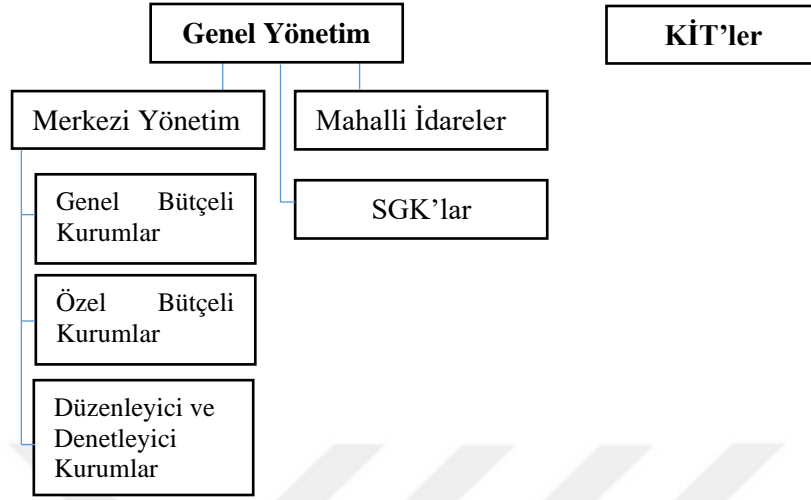 Genel Yönetim
KİT’ler
Merkezi Yönetim
Mahalli İdareler
Genel Bütçeli
Kurumlar
SGK’lar
Özel Bütçeli
Kurumlar
Düzenleyici ve
Denetleyici
Kurumlar